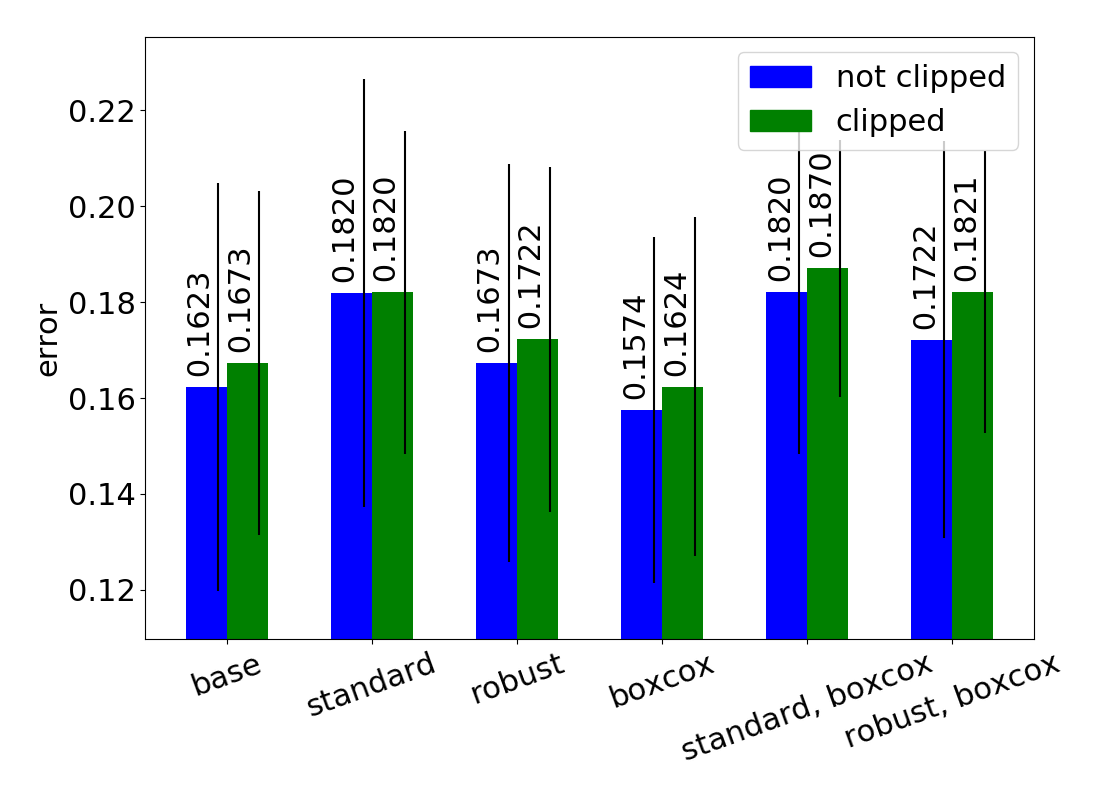 not clipped
clipped
error
0.22
0.20
0.18
0.16
0.14
0.12
0.1623
0.1673
0.1820
0.1820
0.1673
0.1722
0.1574
0.1624
0.1820
0.1870
0.1722
0.1821
base
standard
robust
boxcox
standard, boxcox
robust, boxcox